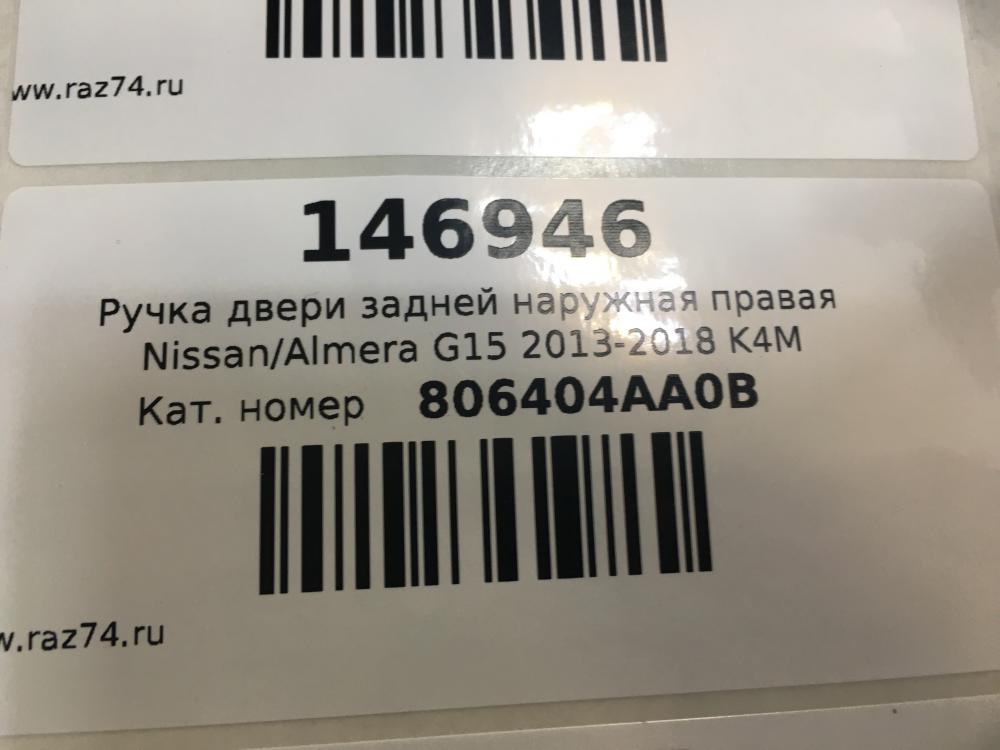 ww.raz74.ru
146946
Ручка двери задней наружная правая
Nissan/Almera G15 2013-2018 K4M
Кат. номер 806404AA0B
w.raz74.ru